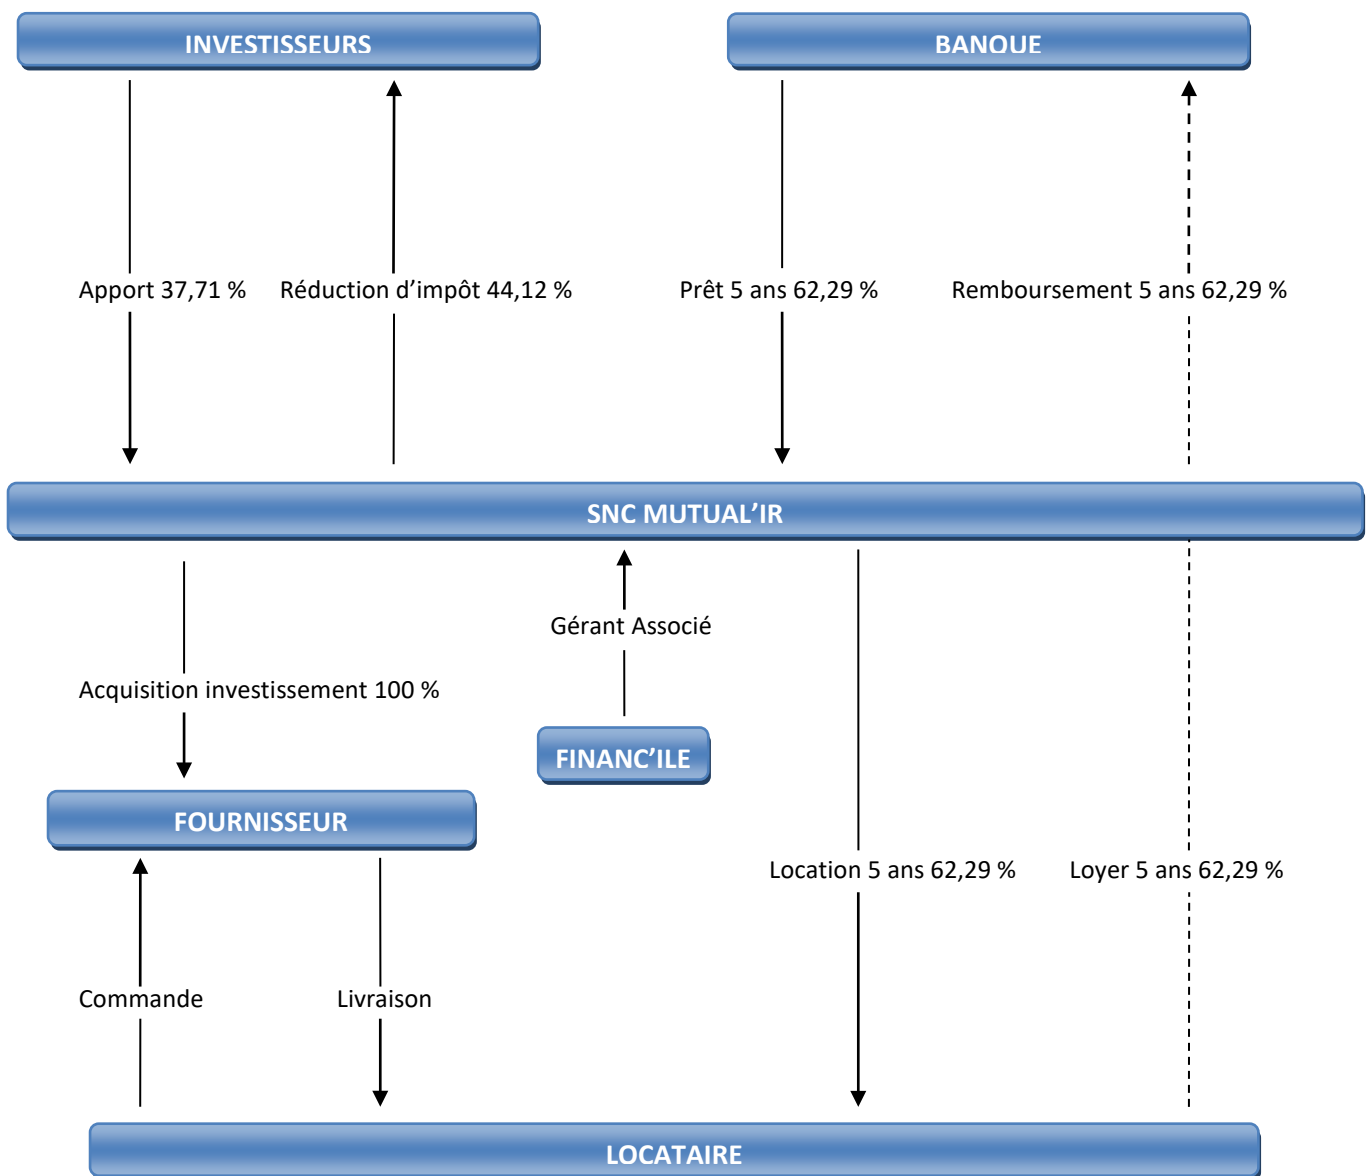 INVESTISSEURS
BANQUE
Apport 37,71 %
Réduction d’impôt 44,12 %
Prêt 5 ans 62,29 %
Remboursement 5 ans 62,29 %
SNC MUTUAL’IR
Gérant Associé
Acquisition investissement 100 %
FINANC’ILE
FOURNISSEUR
Location 5 ans 62,29 %
Loyer 5 ans 62,29 %
Commande
Livraison
LOCATAIRE